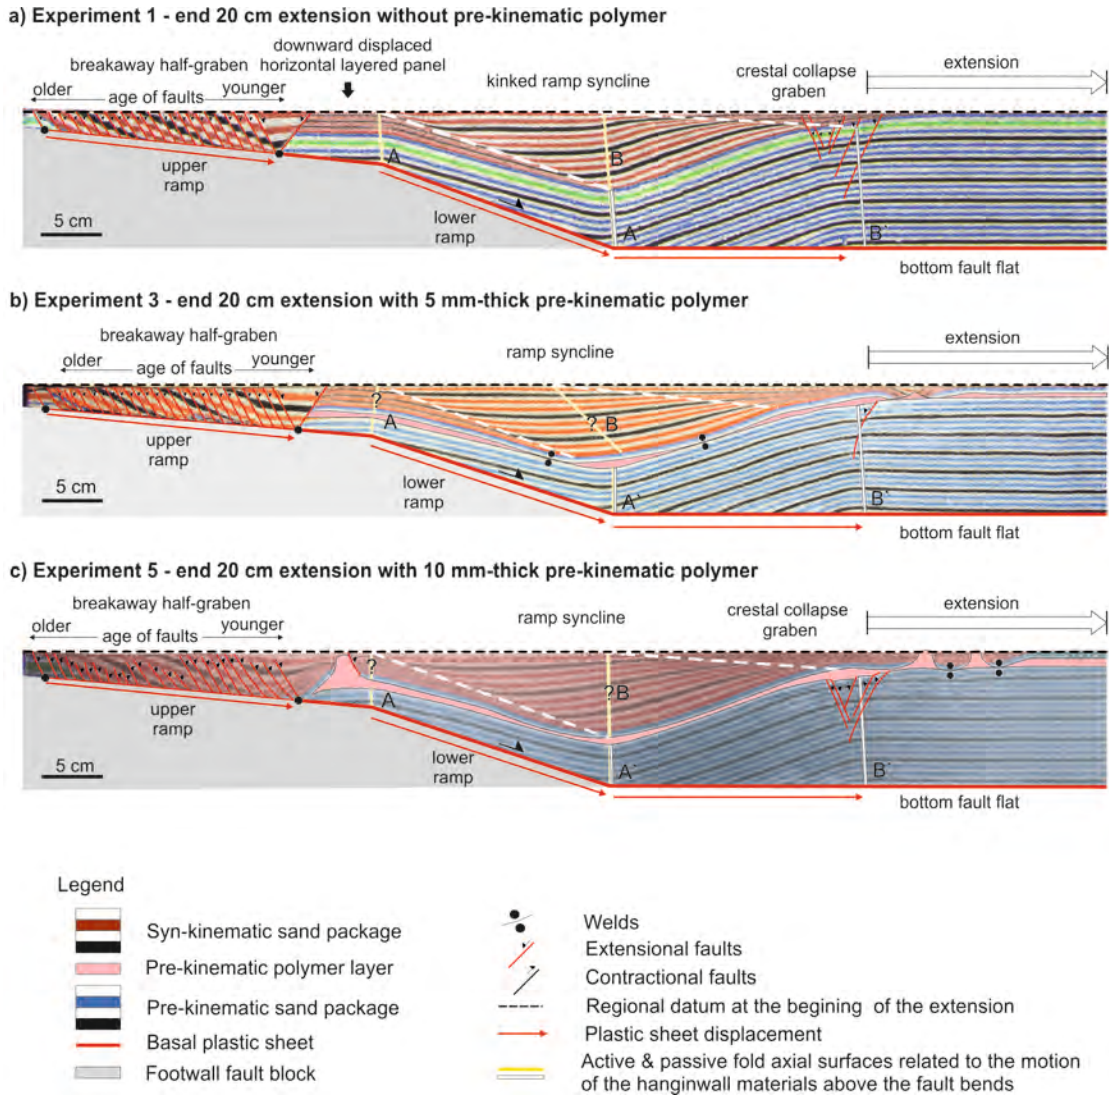 a) Experiment 1 - end 20 cm extension without pre-kinematic polymer
downward displaced
horizontal layered panel
breakaway half-graben
older
age of faults
younger
kinked ramp syncline
crestal collapse
graben
extension
upper
ramp
A
B
lower
ramp
A´
B´
5 cm
bottom fault flat
b) Experiment 3 - end 20 cm extension with 5 mm-thick pre-kinematic polymer
breakaway half-graben
older
age of faults
younger
ramp syncline
extension
?
A
? B
upper
ramp
lower
ramp
A´
B´
5 cm
bottom fault flat
c) Experiment 5 - end 20 cm extension with 10 mm-thick pre-kinematic polymer
breakaway half-graben
older
age of faults
younger
ramp syncline
crestal collapse
graben
extension
?
A
?B
upper
ramp
lower
ramp
A´
B´
5 cm
bottom fault flat
Legend
Syn-kinematic sand package
Pre-kinematic polymer layer
Pre-kinematic sand package
Basal plastic sheet
Footwall fault block
Welds
Extensional faults
Contractional faults
Regional datum at the begining of the extension
Plastic sheet displacement
Active & passive fold axial surfaces related to the motion
of the hanginwall materials above the fault bends